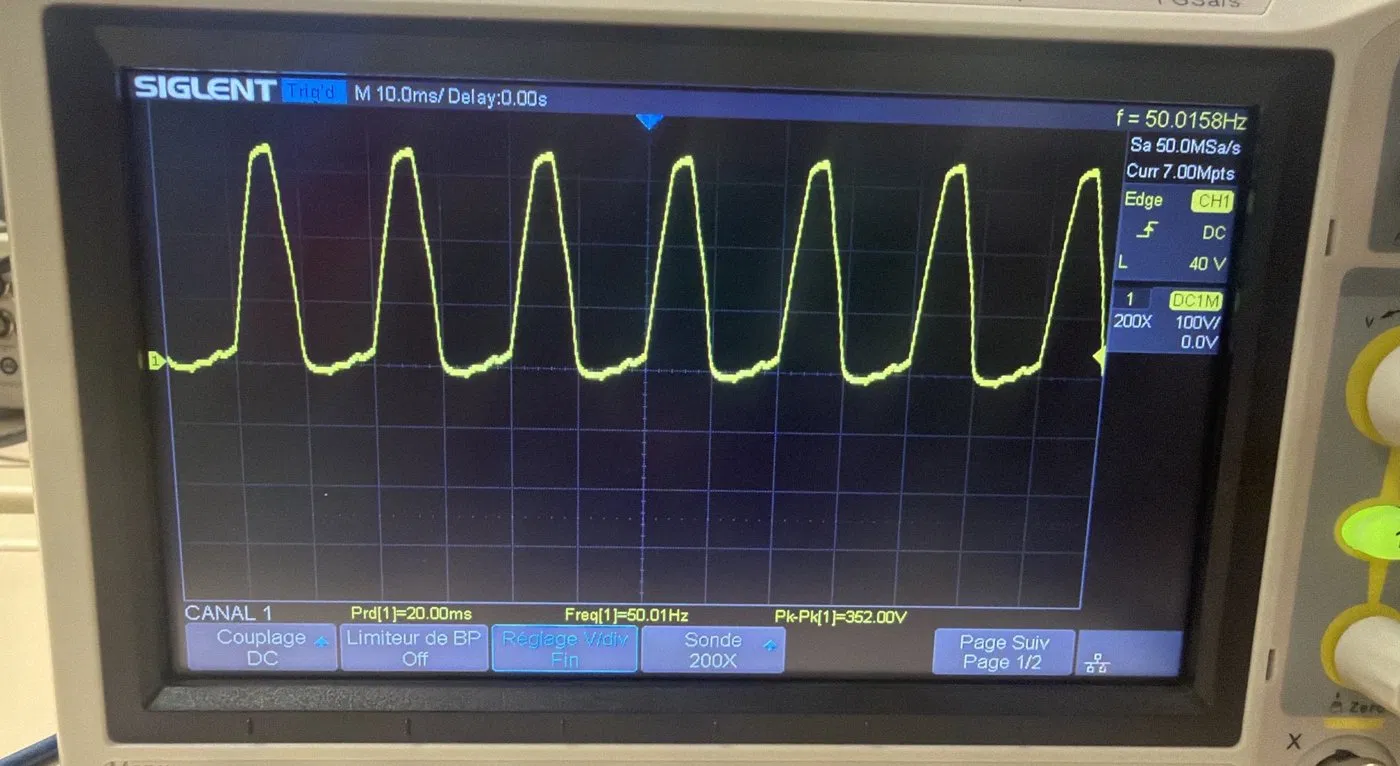 SIGLENT Trig'd M 10.0ms/ Delay:0.00s
f = 50.0158Hz
Sa 50.0MSa/s
Curr 7.00Mpts
Edge CH1
DC
L 40 V
1 DC1M
200X 100V/
0.0V
1
CANAL 1 Prd[1]=20.00ms Freq[1]=50.01Hz Pk-Pk[1]=352.00V
Couplage Limiteur de BP Réglage V/div Sonde Page Suiv
DC Off Fin 200X Page 1/2
V
Zero
X